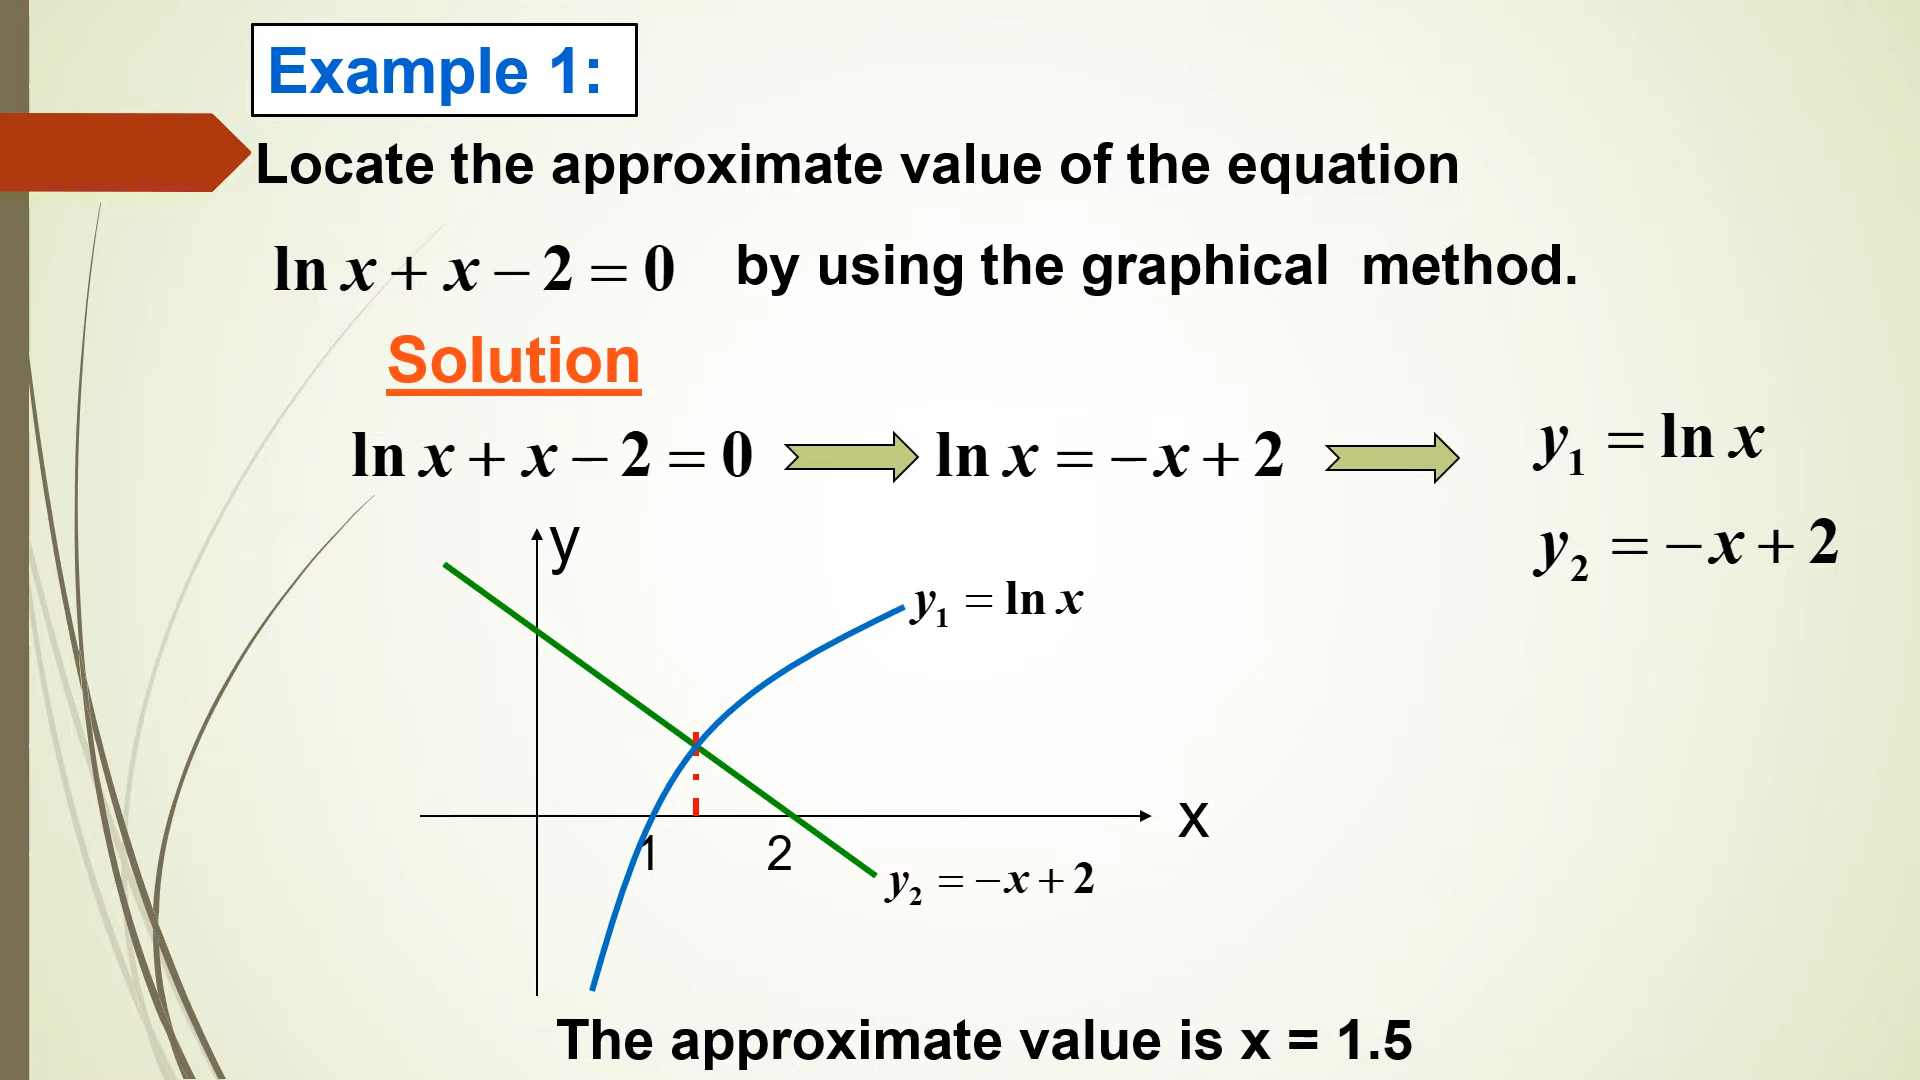 Example 1:
Locate the approximate value of the equation
ln x + x − 2 = 0 by using the graphical method.
Solution
ln x + x − 2 = 0 ln x = −x + 2 y₁ = ln x
y₂ = −x + 2
y
y₁ = ln x
x
1 2
y₂ = −x + 2
The approximate value is x = 1.5